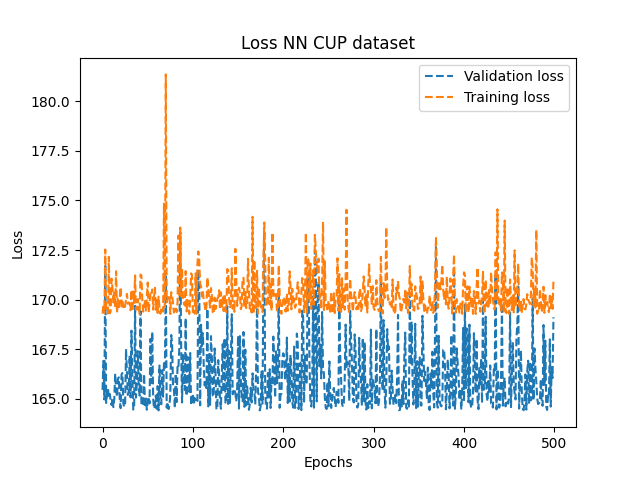 Loss NN CUP dataset
Validation loss
Training loss
180.0
177.5
175.0
172.5
170.0
167.5
165.0
Loss
0 100 200 300 400 500
Epochs